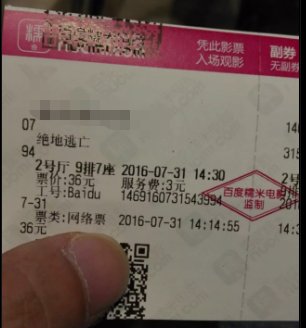 糯
凭此影票
入场观影
副券
无副
07
14
绝地逃亡
94
315
2号厅 9排7座 2016-07-31 14:30
票价:36元 服务费:3元
工号:Baidu 1469160731543994
百度糯米电影
监制
7-31
票类:网络票 2016-07-31 14:14:55
36元